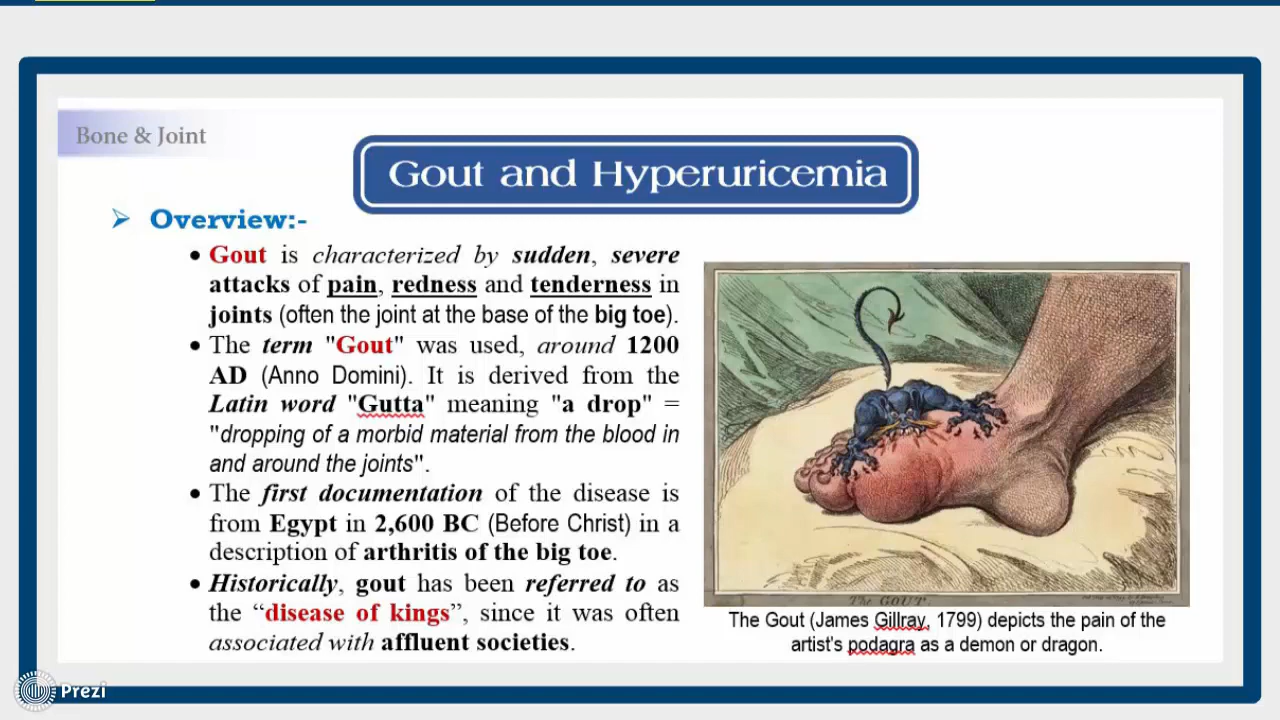 Bone & Joint
Gout and Hyperuricemia
Overview:-
• Gout is characterized by sudden, severe
attacks of pain, redness and tenderness in
joints (often the joint at the base of the big toe).
• The term "Gout" was used, around 1200
AD (Anno Domini). It is derived from the
Latin word "Gutta" meaning "a drop" =
"dropping of a morbid material from the blood in
and around the joints".
• The first documentation of the disease is
from Egypt in 2,600 BC (Before Christ) in a
description of arthritis of the big toe.
• Historically, gout has been referred to as
the “disease of kings”, since it was often
associated with affluent societies.
The GOUT.
The Gout (James Gillray, 1799) depicts the pain of the
artist's podagra as a demon or dragon.
Prezi